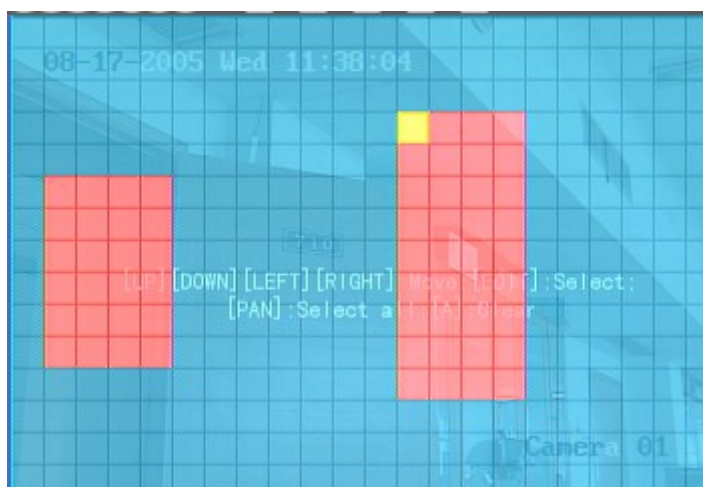 08-17-2005 Wed 11:38:04
710
[UP][DOWN][LEFT][RIGHT]:Move [EDIT]:Select;
[PAN]:Select all;[A]:Clear
Camera 01